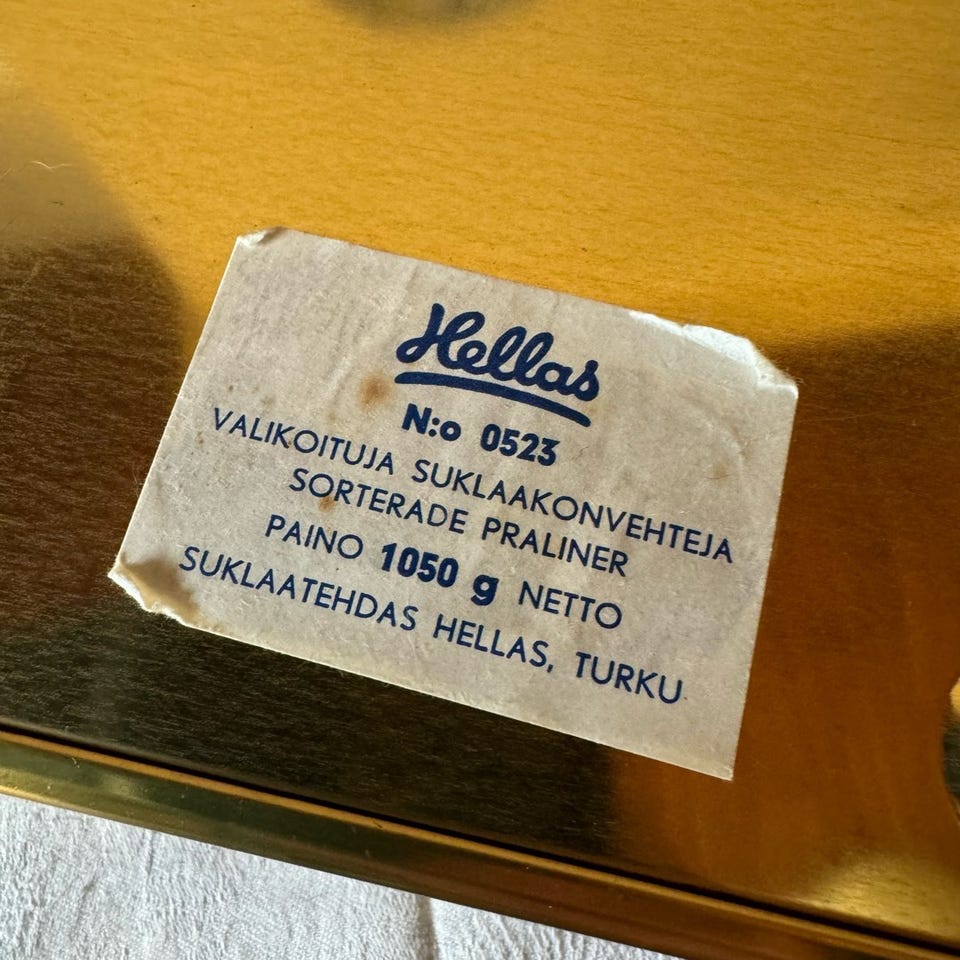 Hellas
N:o 0523
VALIKOITUJA SUKLAAKONVEHTEJA
SORTERADE PRALINER
PAINO 1050 g NETTO
SUKLAATEHDAS HELLAS, TURKU